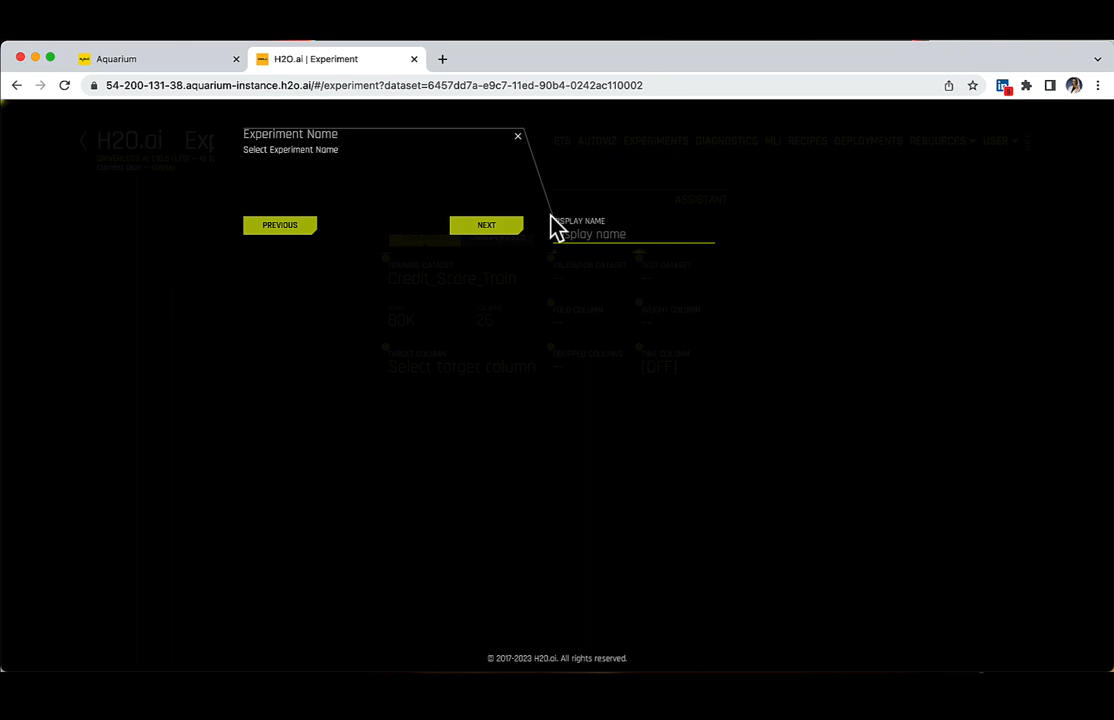 Aquarium
H2O.ai | Experiment
54-200-131-38.aquarium-instance.h2o.ai/#/experiment?dataset=6457dd7a-e9c7-11ed-90b4-0242ac110002
Experiment Name
Select Experiment Name
H2O.ai Exp
ETS AUTOVIZ EXPERIMENTS DIAGNOSTICS MLI RECIPES DEPLOYMENTS RESOURCES USER
ASSISTANT
PREVIOUS
NEXT
DISPLAY NAME
Display name
TRAINING DATASET
Credit_Score_Train
VALIDATION DATASET
--
TEST DATASET
--
80K
26
FOLD COLUMN
--
WEIGHT COLUMN
--
TARGET COLUMN
Select target column
DROPPED COLUMNS
--
TIME COLUMN
[OFF]
© 2017-2023 H2O.ai. All rights reserved.